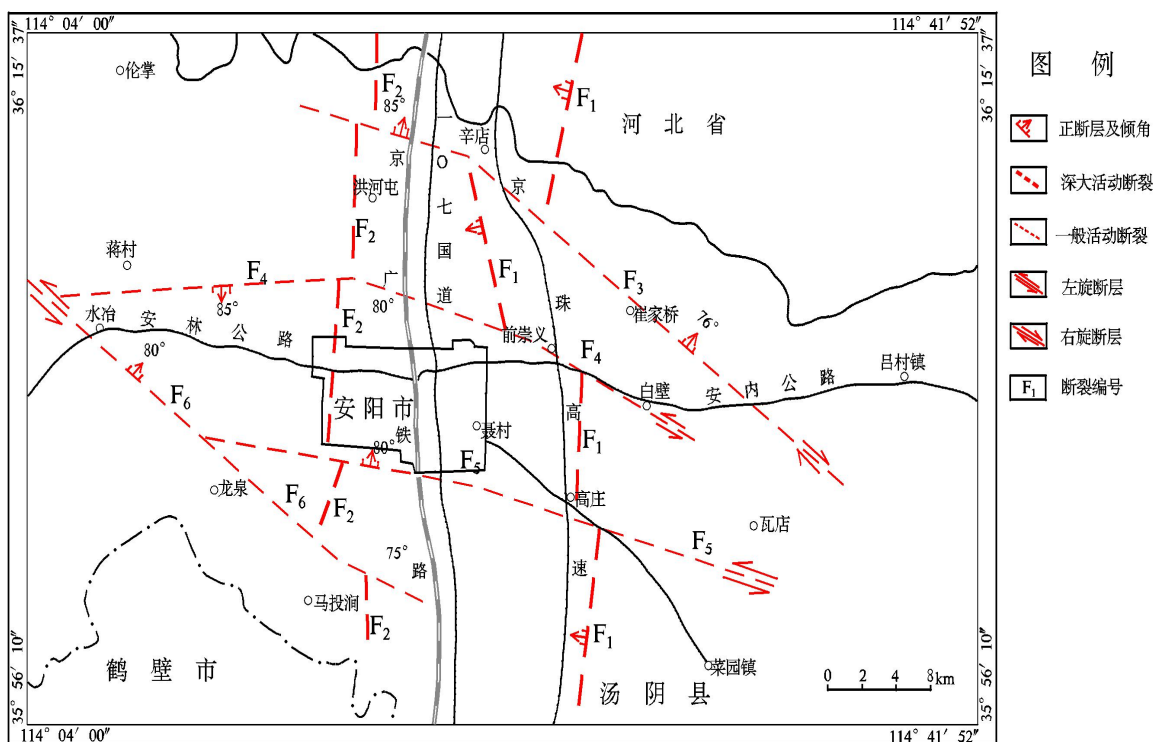 114° 04′ 00″
114° 41′ 52″
36° 15′ 37″
36° 15′ 37″
伦掌
F2
85°
F1
河北省
辛店
京
洪河屯
一〇七国道
京
F2
蒋村
F4
广
F1
F3
85°
80°
珠
崔家桥
76°
水冶
安林公路
F2
前崇义
F4
吕村镇
80°
F6
白壁
安内公路
安阳市
高
聂村
铁
80°
F1
F5
龙泉
F6
F2
高庄
瓦店
F5
75°
路
速
马投涧
F2
F1
鹤壁市
菜园镇
汤阴县
0 2 4 8km
35° 56′ 10″
35° 56′ 10″
114° 04′ 00″
114° 41′ 52″
图例
正断层及倾角
深大活动断裂
一般活动断裂
左旋断层
右旋断层
F1 断裂编号